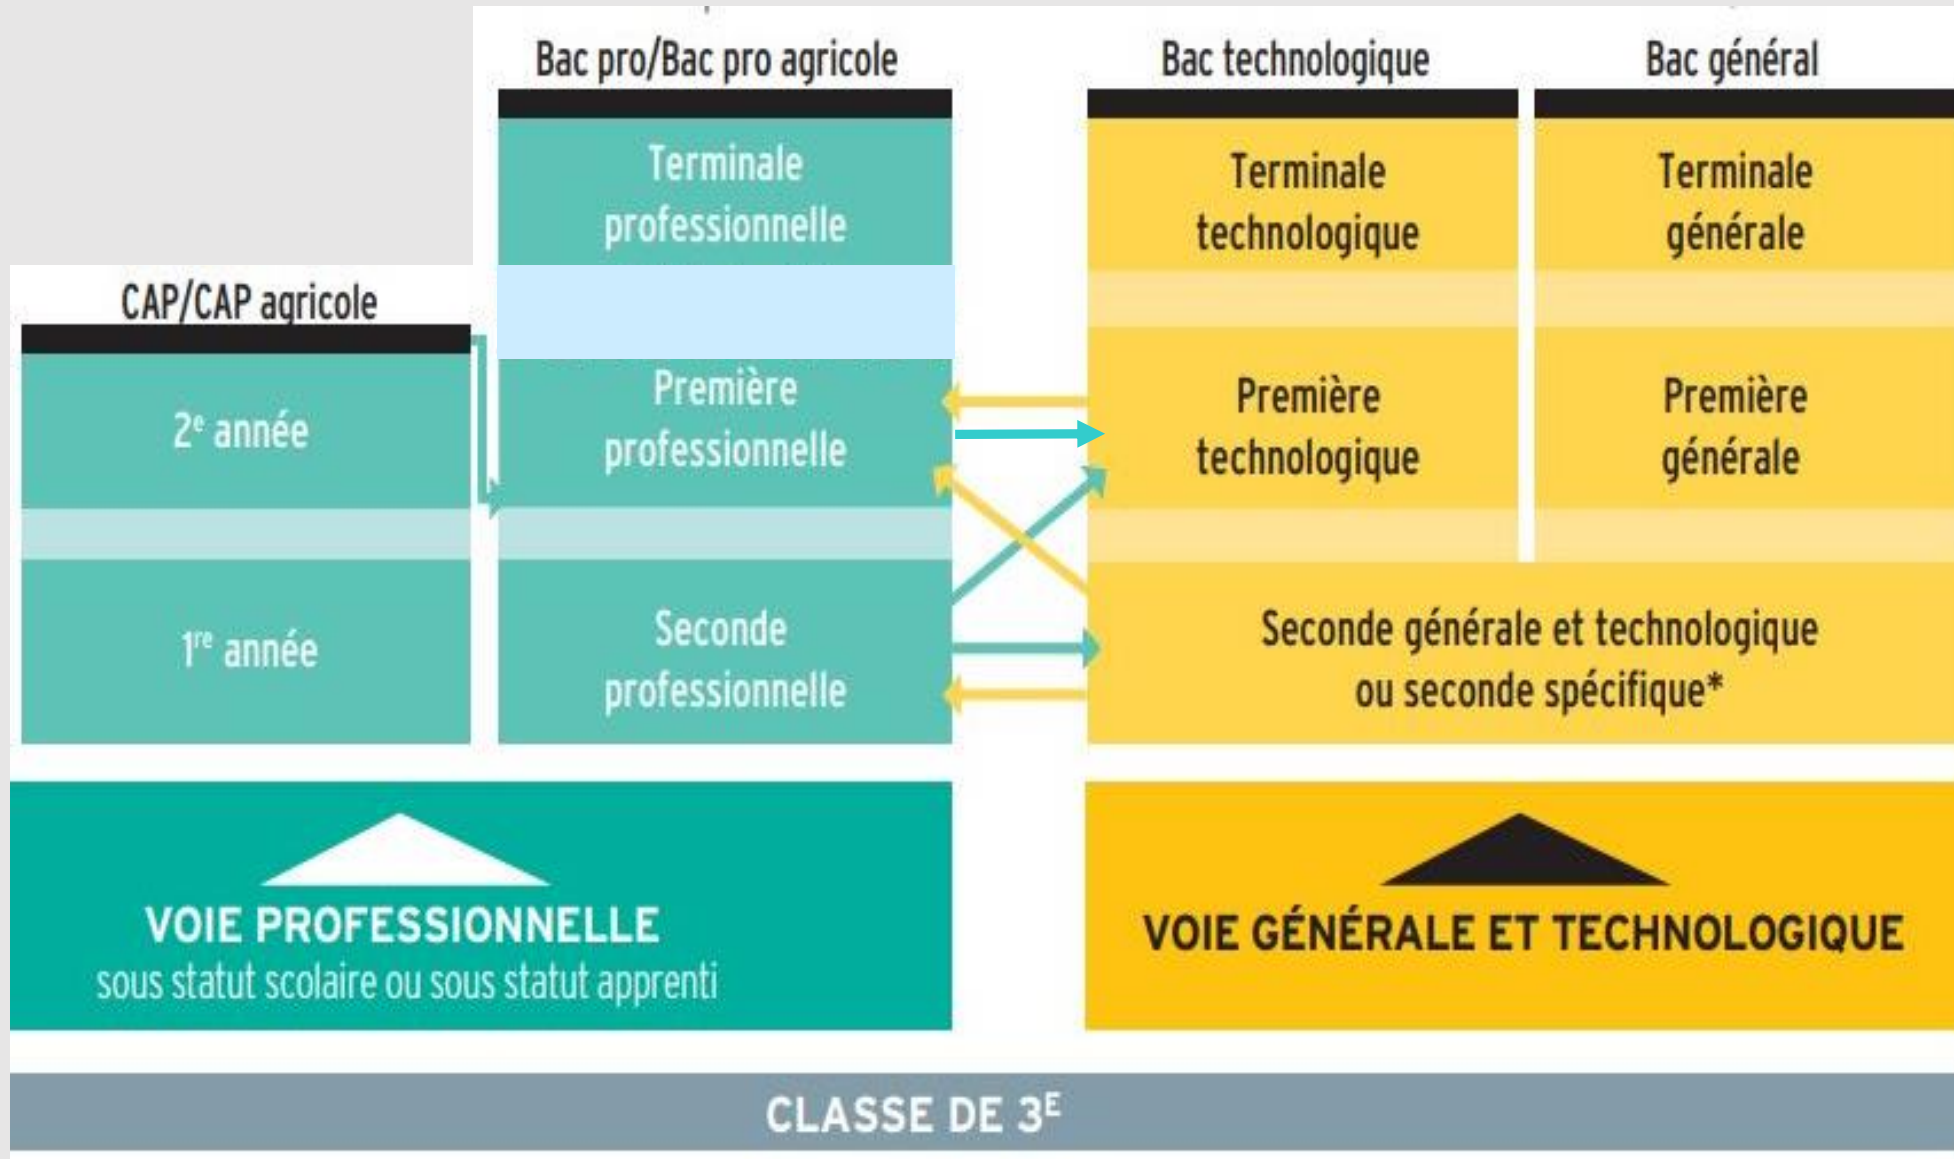 Bac pro/Bac pro agricole
Bac technologique
Bac général
Terminale
professionnelle
Terminale
technologique
Terminale
générale
CAP/CAP agricole
2e année
Première
professionnelle
Première
technologique
Première
générale
1re année
Seconde
professionnelle
Seconde générale et technologique
ou seconde spécifique*
VOIE PROFESSIONNELLE
sous statut scolaire ou sous statut apprenti
VOIE GÉNÉRALE ET TECHNOLOGIQUE
CLASSE DE 3E